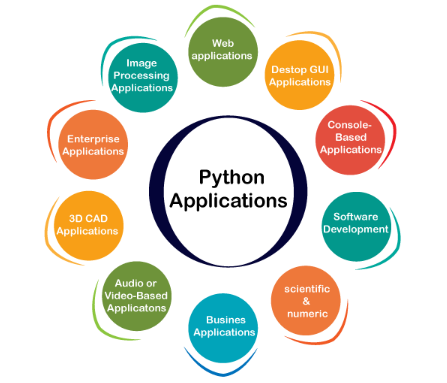 Python
Applications
Web
applications
Destop GUI
Applications
Console-
Based
Applications
Software
Development
scientific
&
numeric
Busines
Applications
Audio or
Video-Based
Applicatons
3D CAD
Applications
Enterprise
Applications
Image
Processing
Applications